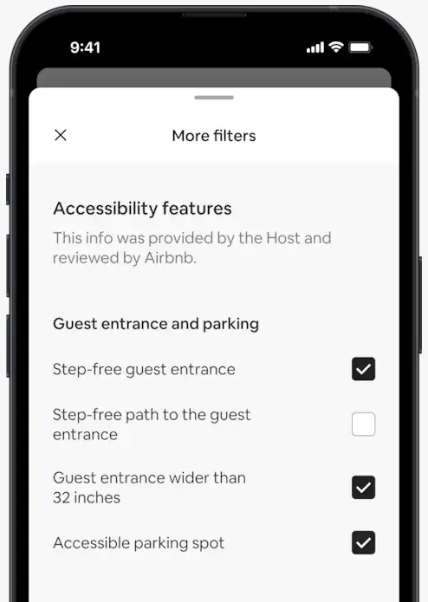 9:41
More filters
Accessibility features
This info was provided by the Host and
reviewed by Airbnb.
Guest entrance and parking
Step-free guest entrance
Step-free path to the guest
entrance
Guest entrance wider than
32 inches
Accessible parking spot